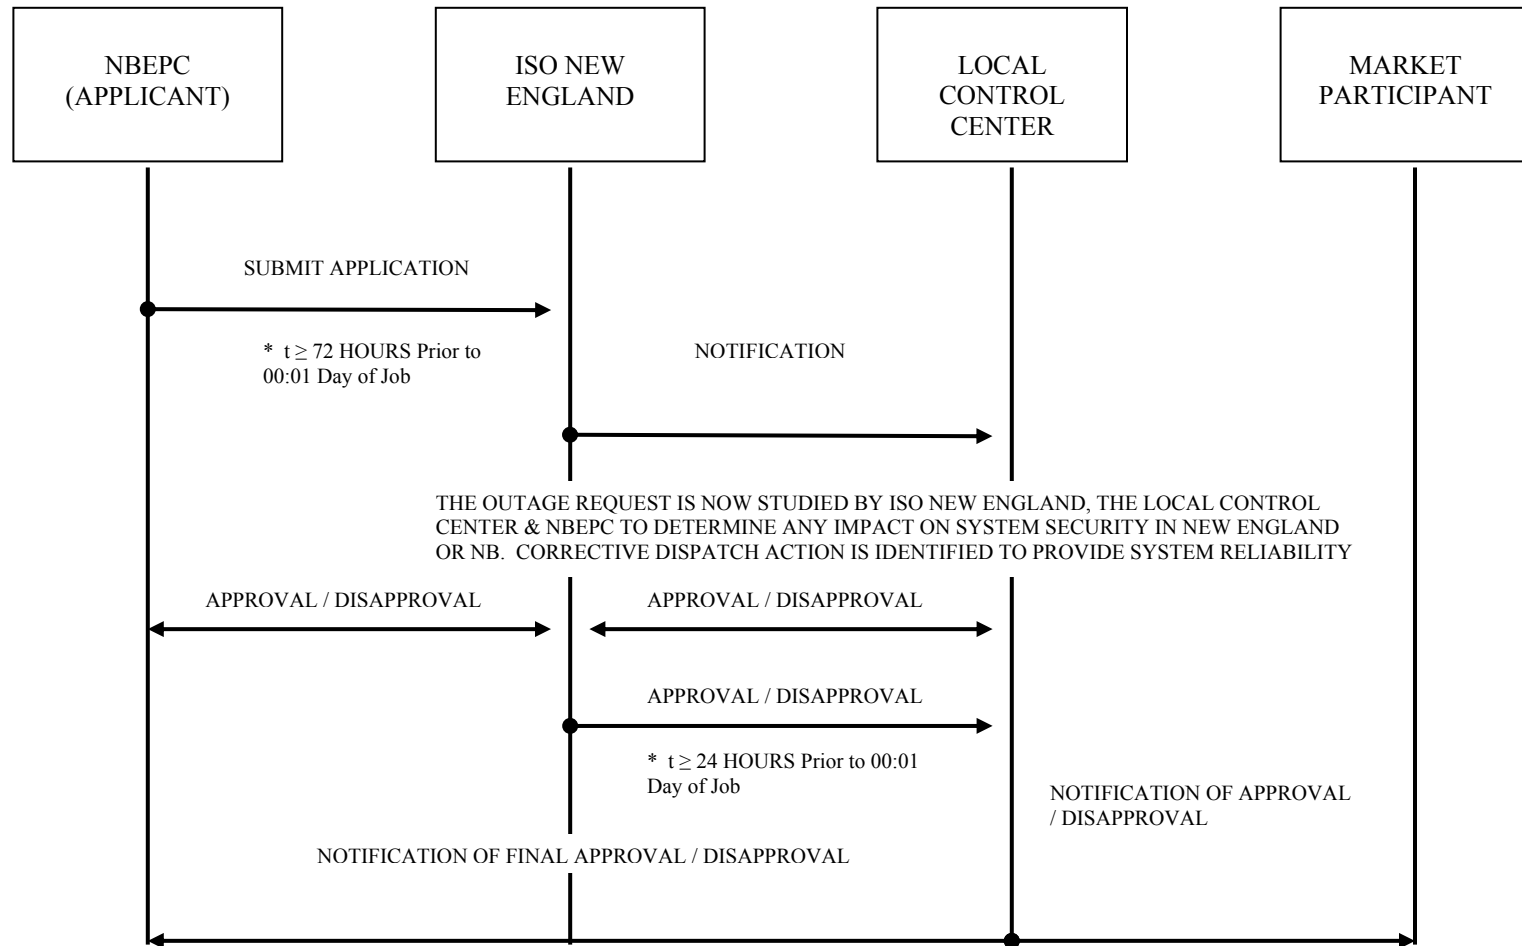 NBEPC
(APPLICANT)
ISO NEW
ENGLAND
LOCAL
CONTROL
CENTER
MARKET
PARTICIPANT
SUBMIT APPLICATION
* t ≥ 72 HOURS Prior to
00:01 Day of Job
NOTIFICATION
THE OUTAGE REQUEST IS NOW STUDIED BY ISO NEW ENGLAND, THE LOCAL CONTROL
CENTER & NBEPC TO DETERMINE ANY IMPACT ON SYSTEM SECURITY IN NEW ENGLAND
OR NB. CORRECTIVE DISPATCH ACTION IS IDENTIFIED TO PROVIDE SYSTEM RELIABILITY
APPROVAL / DISAPPROVAL
APPROVAL / DISAPPROVAL
APPROVAL / DISAPPROVAL
* t ≥ 24 HOURS Prior to 00:01
Day of Job
NOTIFICATION OF APPROVAL
/ DISAPPROVAL
NOTIFICATION OF FINAL APPROVAL / DISAPPROVAL